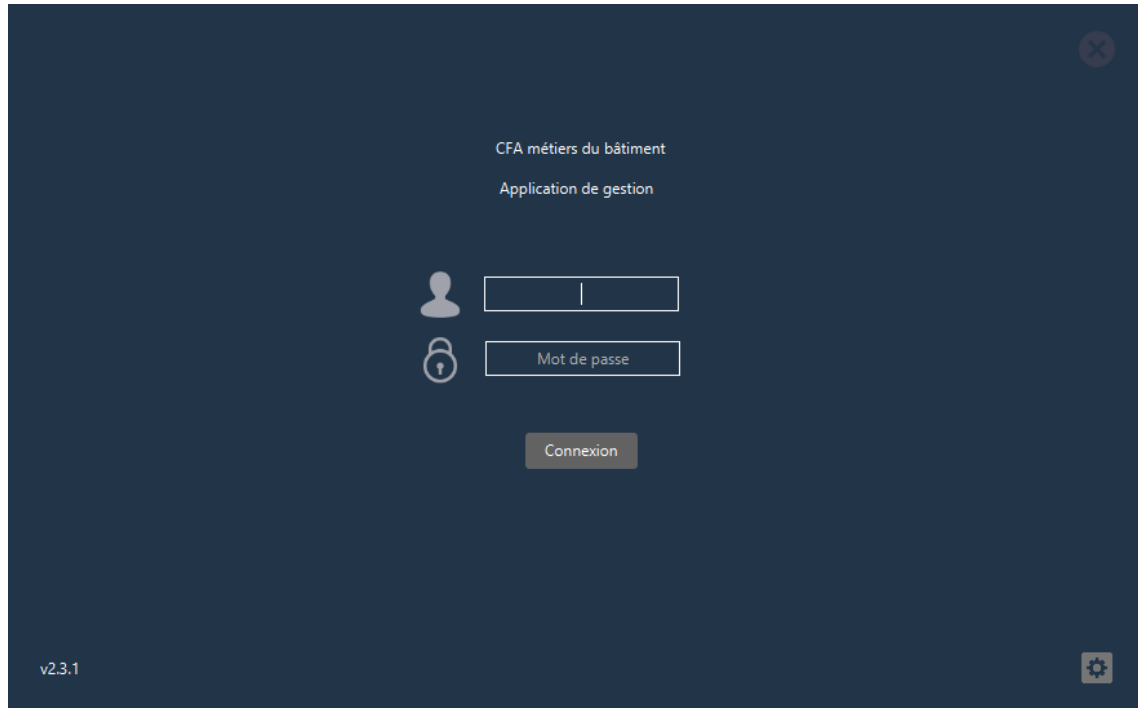 CFA métiers du bâtiment
Application de gestion
Mot de passe
Connexion
v2.3.1